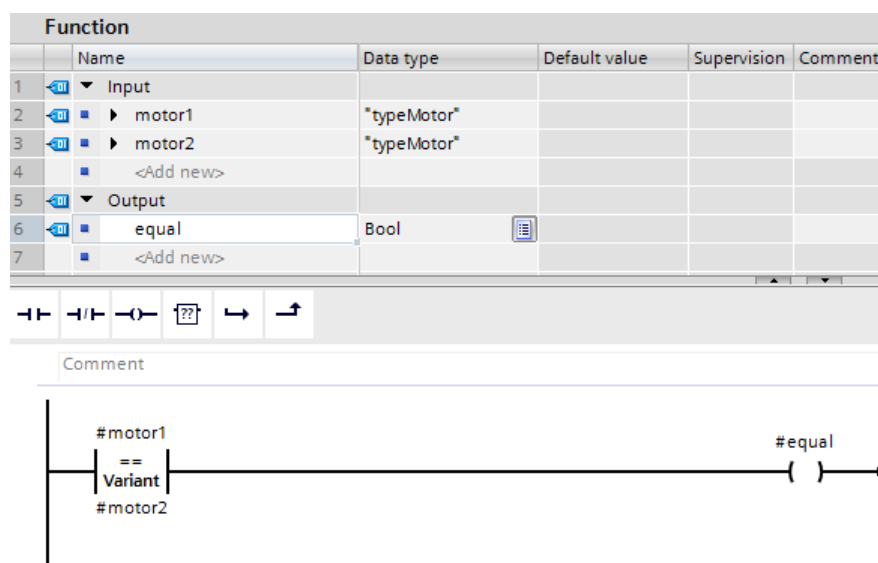 Function
Name Data type Default value Supervision Comment
1 Input
2 motor1 "typeMotor"
3 motor2 "typeMotor"
4 <Add new>
5 Output
6 equal Bool
7 <Add new>
??
Comment
#motor1
#equal
==
Variant
#motor2